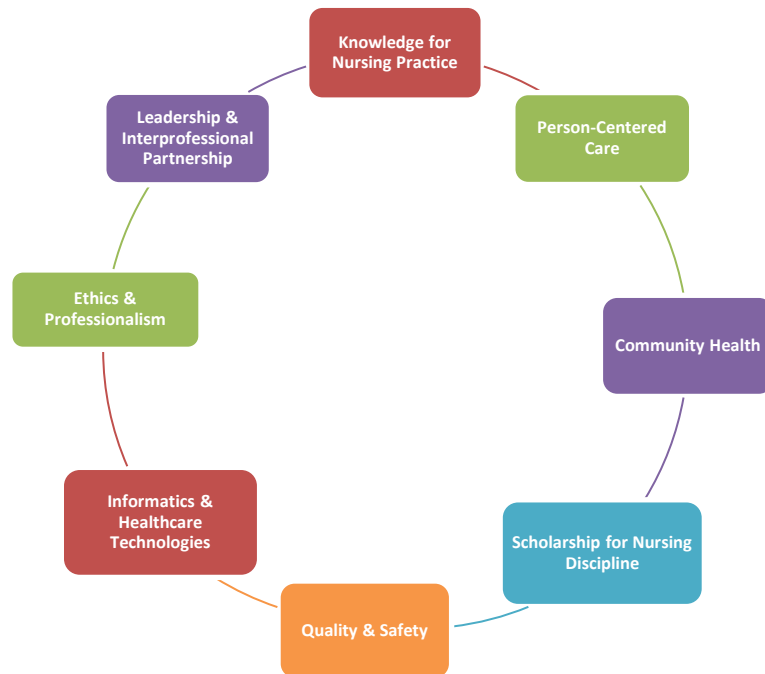 Knowledge for
Nursing Practice
Person-Centered
Care
Community Health
Scholarship for Nursing
Discipline
Quality & Safety
Informatics &
Healthcare
Technologies
Ethics &
Professionalism
Leadership &
Interprofessional
Partnership